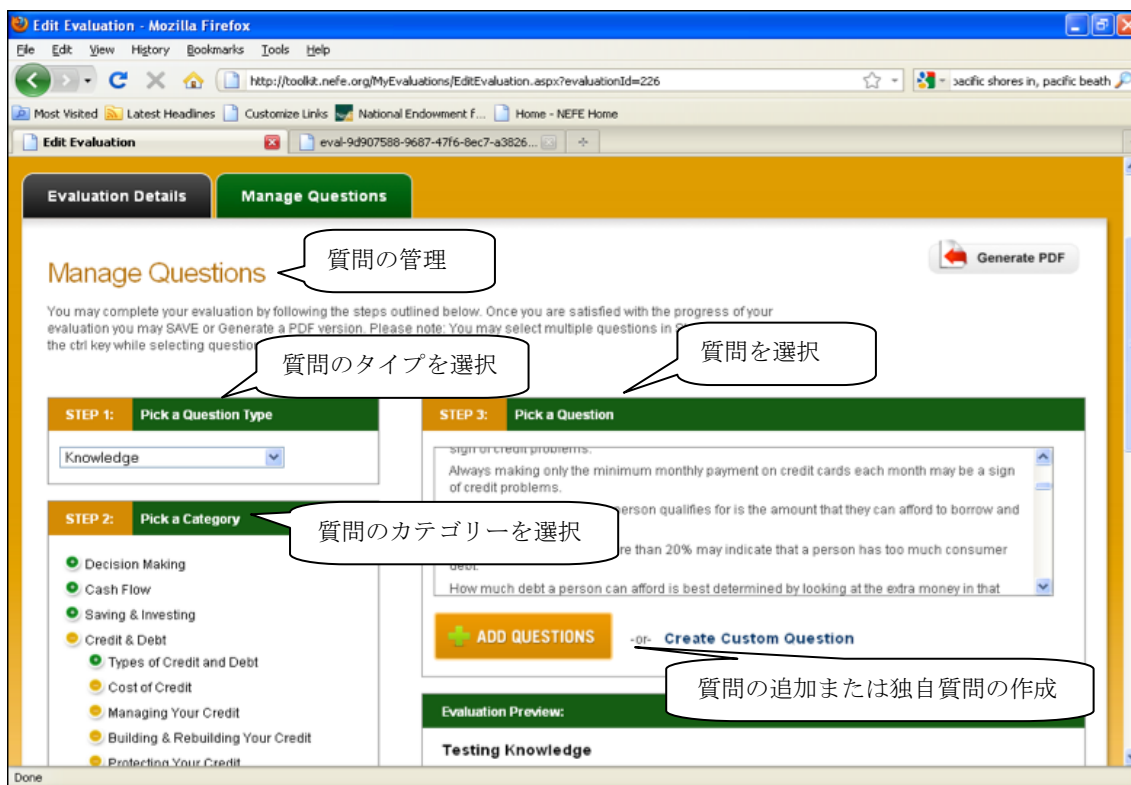 Edit Evaluation - Mozilla Firefox
File Edit View History Bookmarks Tools Help
http://toolkit.nefe.org/MyEvaluations/EditEvaluation.aspx?evaluationId=226
pacific shores in, pacific beath
Most Visited Latest Headlines Customize Links National Endowment f... Home - NEFE Home
Edit Evaluation eval-9d907588-9687-47f6-8ec7-a3826...
Evaluation Details Manage Questions
Manage Questions
質問の管理
Generate PDF
You may complete your evaluation by following the steps outlined below. Once you are satisfied with the progress of your
evaluation you may SAVE or Generate a PDF version. Please note: You may select multiple questions in
the ctrl key while selecting
質問のタイプを選択
質問を選択
STEP 1: Pick a Question Type
Knowledge
STEP 2: Pick a Category
質問のカテゴリーを選択
Decision Making
Cash Flow
Saving & Investing
Credit & Debt
Types of Credit and Debt
Cost of Credit
Managing Your Credit
Building & Rebuilding Your Credit
Protecting Your Credit
STEP 3: Pick a Question
sign of credit problems.
Always making only the minimum monthly payment on credit cards each month may be a sign
of credit problems.
person qualifies for is the amount that they can afford to borrow and
than 20% may indicate that a person has too much consumer
debt.
How much debt a person can afford is best determined by looking at the extra money in that
ADD QUESTIONS -or- Create Custom Question
質問の追加または独自質問の作成
Evaluation Preview:
Testing Knowledge
Done